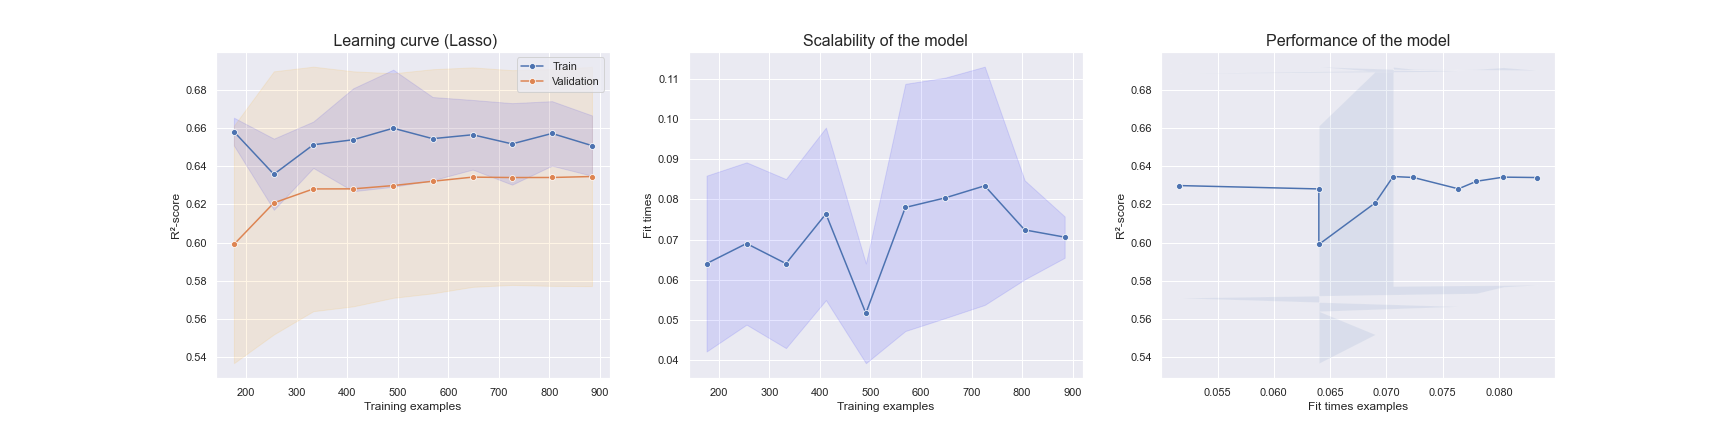 Learning curve (Lasso)
Train
Validation
R²-score
0.68
0.66
0.64
0.62
0.60
0.58
0.56
0.54
200 300 400 500 600 700 800 900
Training examples
Scalability of the model
Fit times
0.11
0.10
0.09
0.08
0.07
0.06
0.05
0.04
200 300 400 500 600 700 800 900
Training examples
Performance of the model
R²-score
0.68
0.66
0.64
0.62
0.60
0.58
0.56
0.54
0.055 0.060 0.065 0.070 0.075 0.080
Fit times examples